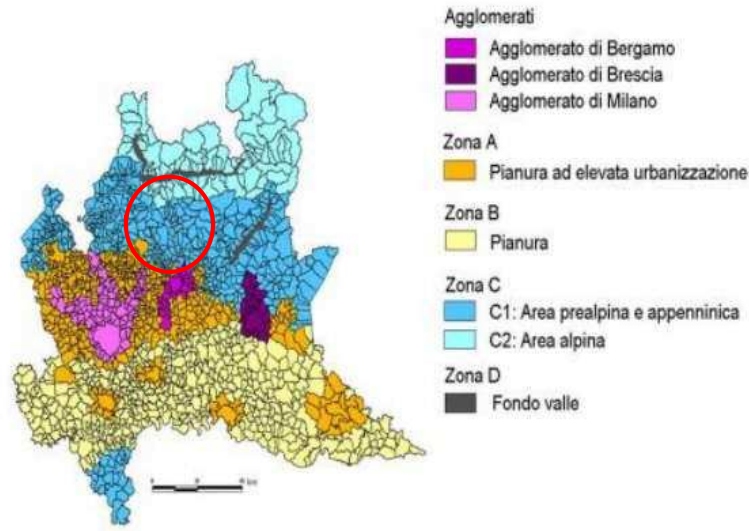 Agglomerati
Agglomerato di Bergamo
Agglomerato di Brescia
Agglomerato di Milano
Zona A
Pianura ad elevata urbanizzazione
Zona B
Pianura
Zona C
C1: Area prealpina e appenninica
C2: Area alpina
Zona D
Fondo valle